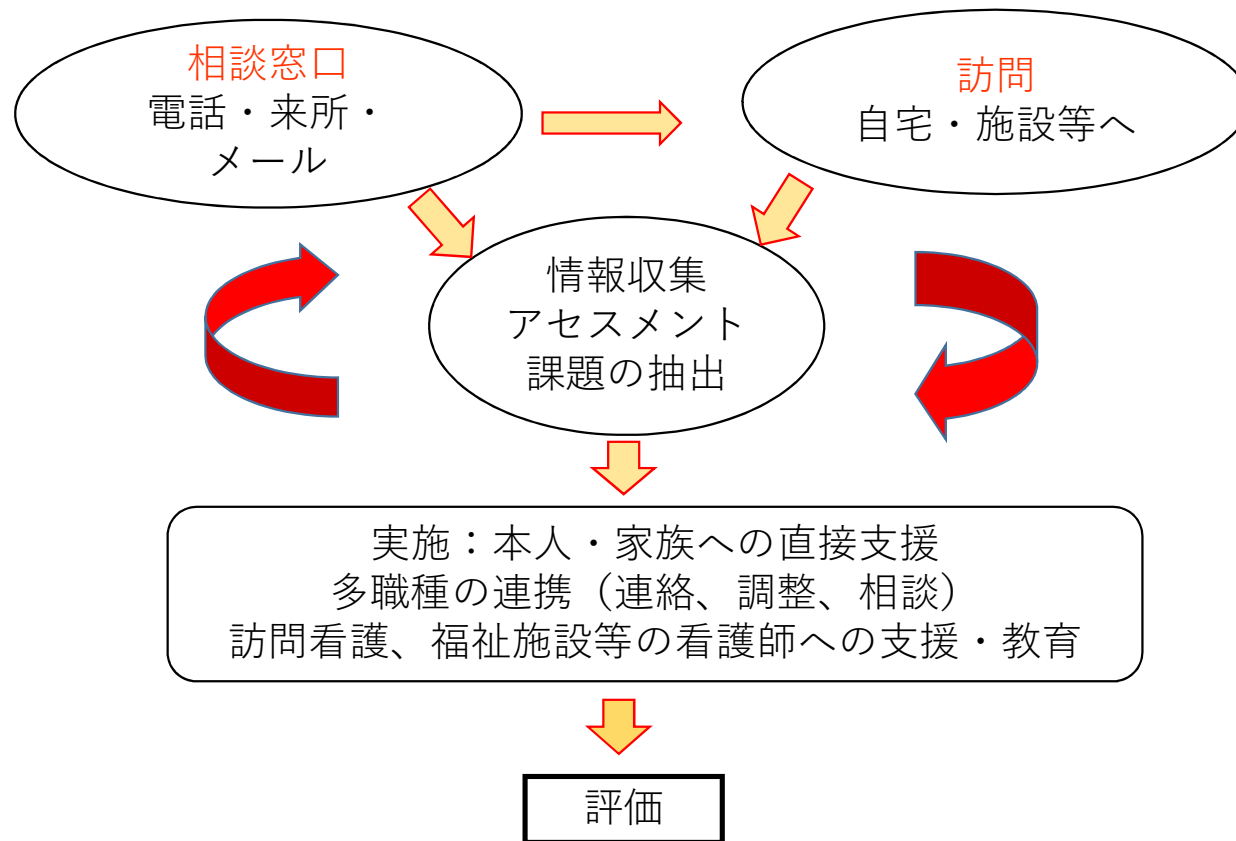 相談窓口
電話・来所・
メール
訪問
自宅・施設等へ
情報収集
アセスメント
課題の抽出
実施：本人・家族への直接支援
多職種の連携（連絡、調整、相談）
訪問看護、福祉施設等の看護師への支援・教育
評価